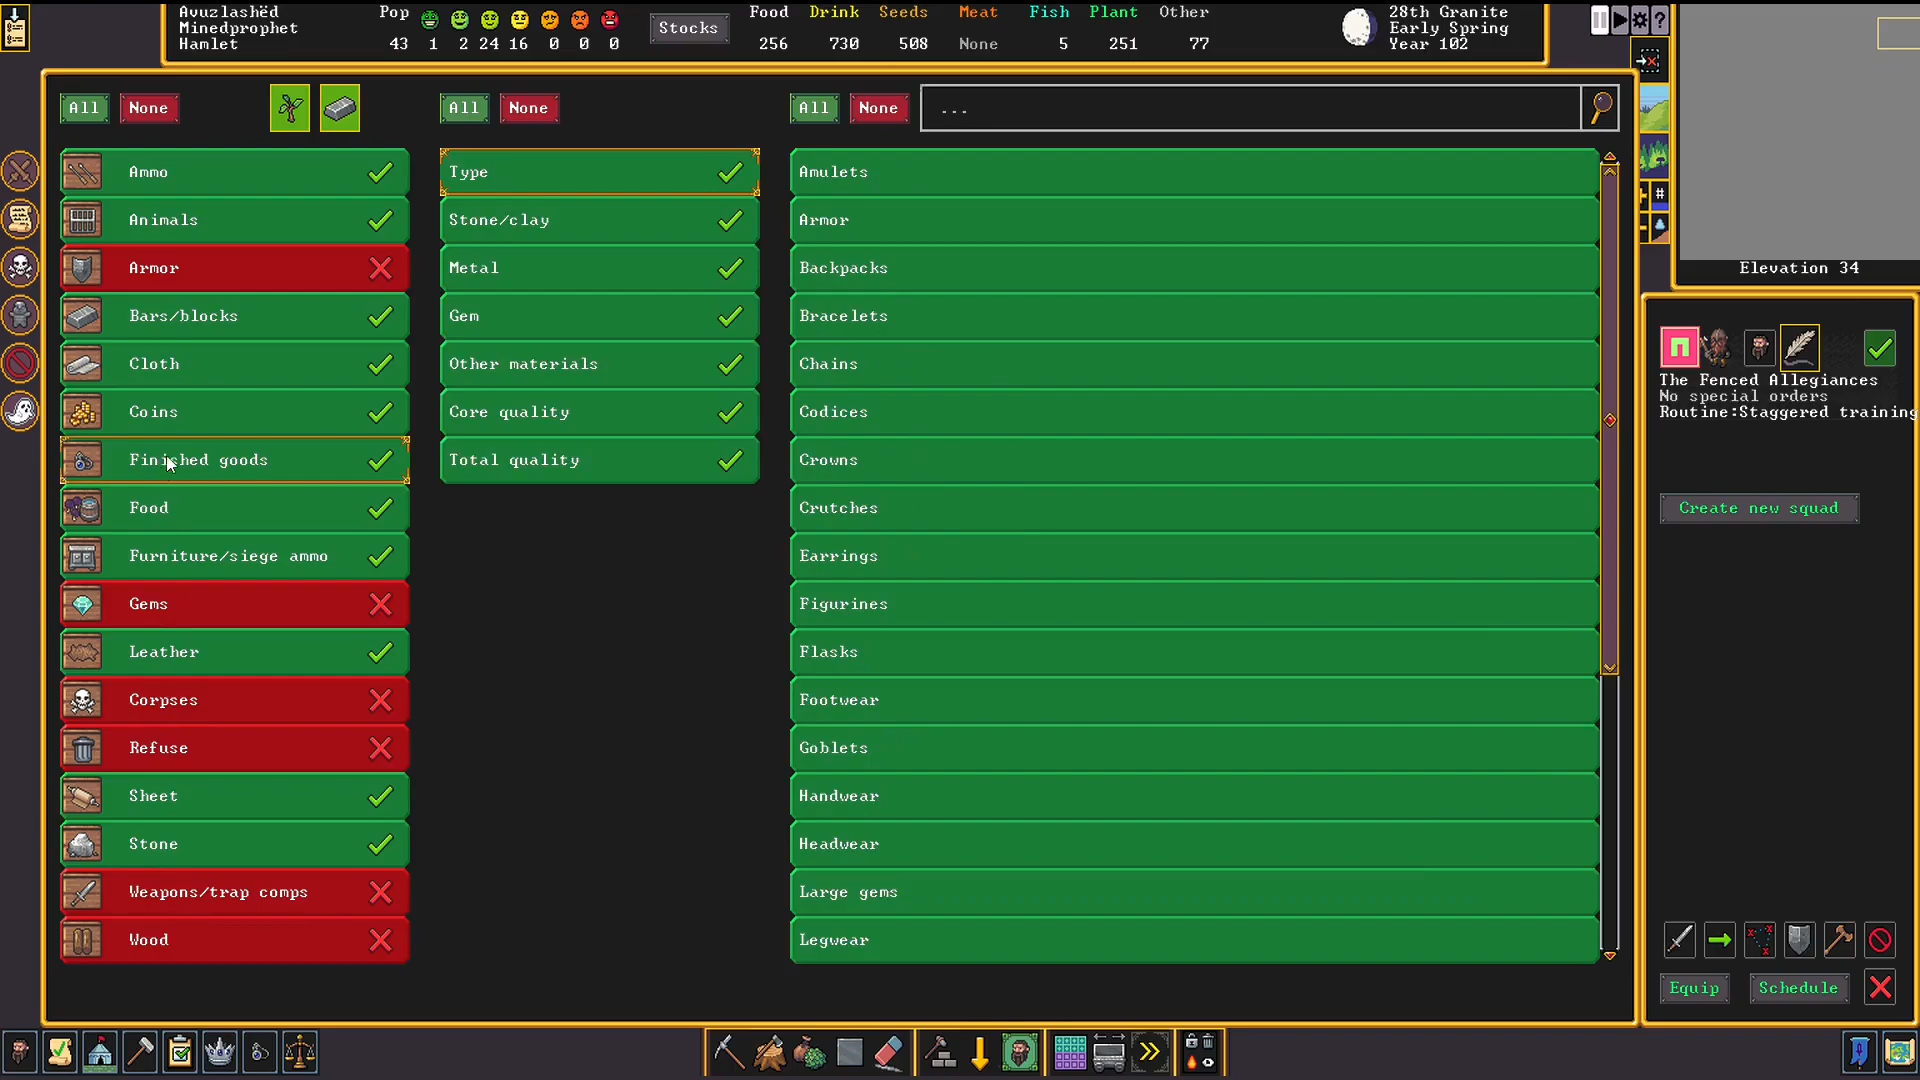 Avuzlashëd
Minedprophet
Hamlet
Pop
43 1 2 24 16 0 0 0
Stocks
Food Drink Seeds Meat Fish Plant Other
256 730 508 None 5 251 77
28th Granite
Early Spring
Year 102
Elevation 34
All None
All None
All None ...
Ammo
Animals
Armor
Bars/blocks
Cloth
Coins
Finished goods
Food
Furniture/siege ammo
Gems
Leather
Corpses
Refuse
Sheet
Stone
Weapons/trap comps
Wood
Type
Stone/clay
Metal
Gem
Other materials
Core quality
Total quality
Amulets
Armor
Backpacks
Bracelets
Chains
Codices
Crowns
Crutches
Earrings
Figurines
Flasks
Footwear
Goblets
Handwear
Headwear
Large gems
Legwear
The Fenced Allegiances
No special orders
Routine:Staggered training
Create new squad
Equip Schedule